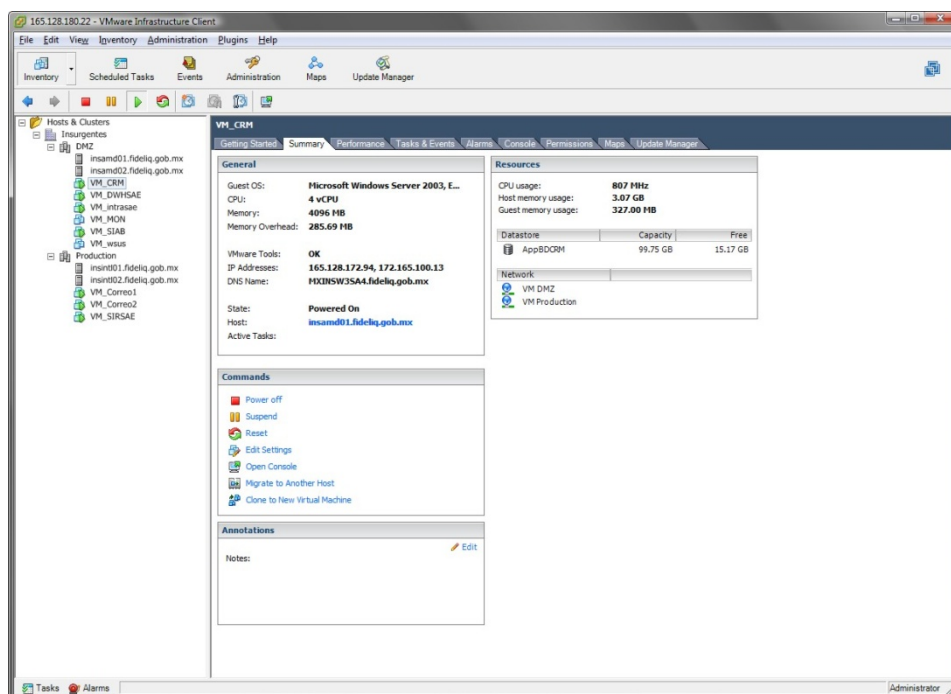 165.128.180.22 - VMware Infrastructure Client
File Edit View Inventory Administration Plugins Help
Inventory Scheduled Tasks Events Administration Maps Update Manager
Hosts & Clusters
Insurgentes
DMZ
insamd01.fideliq.gob.mx
insamd02.fideliq.gob.mx
VM_CRM
VM_DWHSAE
VM_intrasae
VM_MON
VM_SIAB
VM_wsus
Production
insintl01.fideliq.gob.mx
insintl02.fideliq.gob.mx
VM_Correo1
VM_Correo2
VM_SIRSAE
VM_CRM
Getting Started Summary Performance Tasks & Events Alarms Console Permissions Maps Update Manager
General
Guest OS: Microsoft Windows Server 2003, E...
CPU: 4 vCPU
Memory: 4096 MB
Memory Overhead: 285.69 MB
VMware Tools: OK
IP Addresses: 165.128.172.94, 172.165.100.13
DNS Name: MXINSW3SA4.fideliq.gob.mx
State: Powered On
Host: insamd01.fideliq.gob.mx
Active Tasks:
Commands
Power off
Suspend
Reset
Edit Settings
Open Console
Migrate to Another Host
Clone to New Virtual Machine
Annotations
Edit
Notes:
Resources
CPU usage: 807 MHz
Host memory usage: 3.07 GB
Guest memory usage: 327.00 MB
Datastore Capacity Free
AppBDCRM 99.75 GB 15.17 GB
Network
VM DMZ
VM Production
Tasks Alarms Administrator